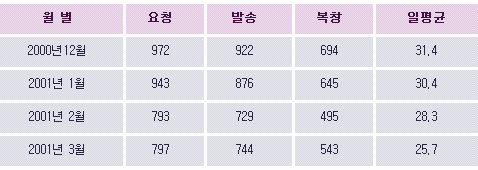 월 별 요청 발송 복창 일평균
2000년12월 972 922 694 31.4
2001년 1월 943 876 645 30.4
2001년 2월 793 729 495 28.3
2001년 3월 797 744 543 25.7